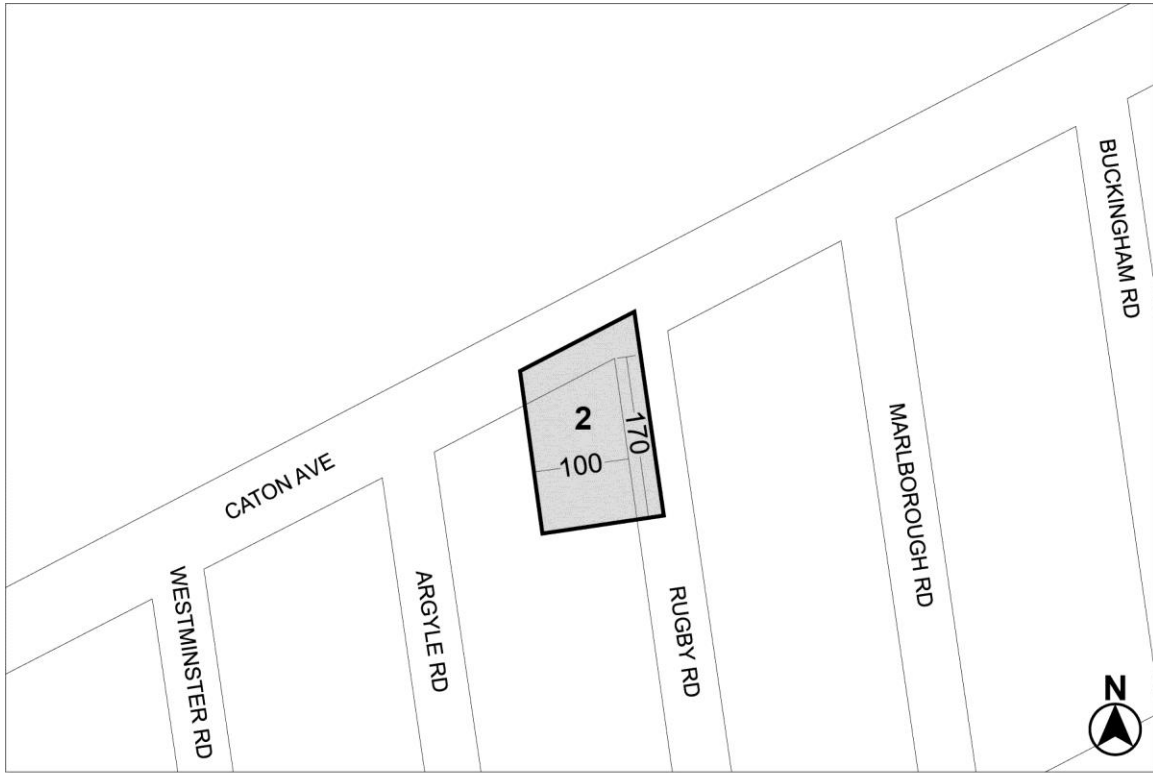 BUCKINGHAM RD
N
2
170
100
CATON AVE
MARLBOROUGH RD
WESTMINSTER RD
ARGYLE RD
RUGBY RD